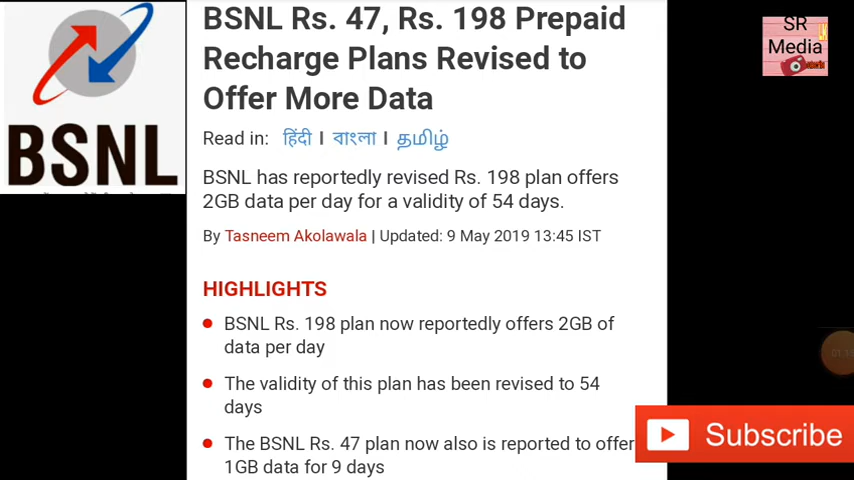 BSNL Rs. 47, Rs. 198 Prepaid
Recharge Plans Revised to
Offer More Data
Read in: हिंदी | বাংলা | தமிழ்
BSNL has reportedly revised Rs. 198 plan offers
2GB data per day for a validity of 54 days.
By Tasneem Akolawala | Updated: 9 May 2019 13:45 IST
HIGHLIGHTS
BSNL Rs. 198 plan now reportedly offers 2GB of
data per day
The validity of this plan has been revised to 54
days
The BSNL Rs. 47 plan now also is reported to offer
1GB data for 9 days
BSNL
SR
Media
Subscribe